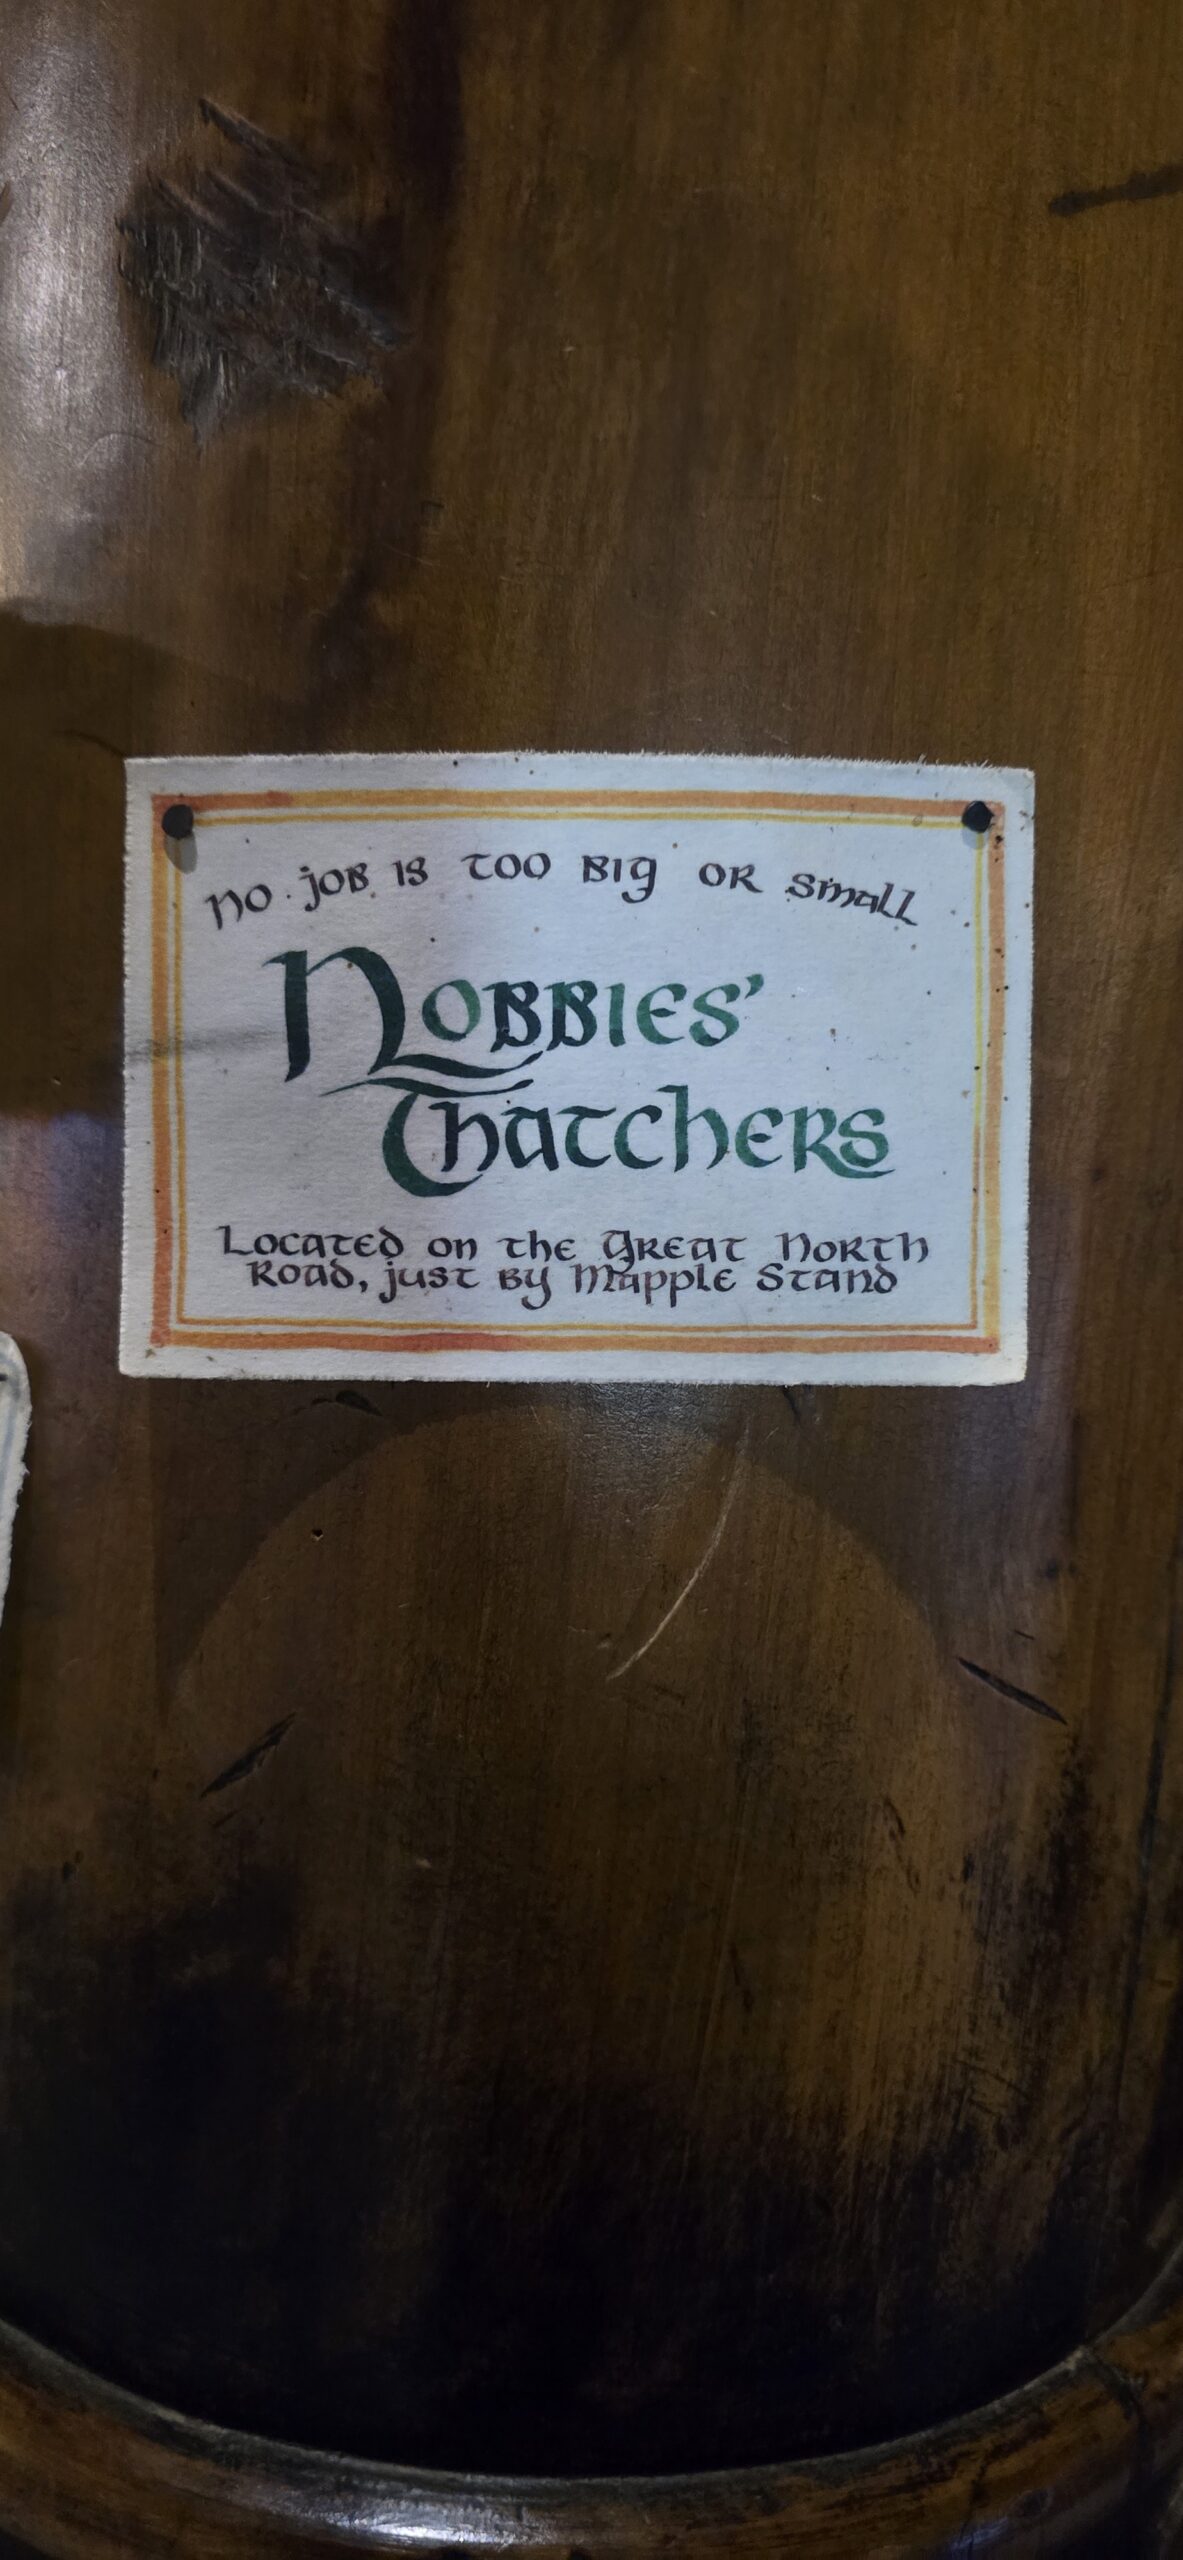 No job is too big or small
Nobbies'
Thatchers
Located on the Great North
Road, just by Mapple Stand